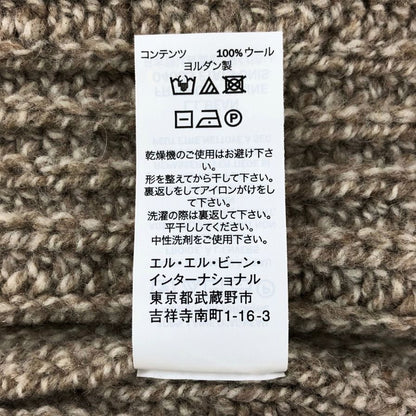 コンテンツ 100%ウール
ヨルダン製
乾燥機のご使用はお避け下さ
い。
形を整えてから干して下さい。
裏返しをしてアイロンがけをし
て下さい。
洗濯の際は裏返して下さい。
平干ししてください。
中性洗剤をご使用下さい。
エル・エル・ビーン・
インターナショナル
東京都武蔵野市
吉祥寺南町1-16-3